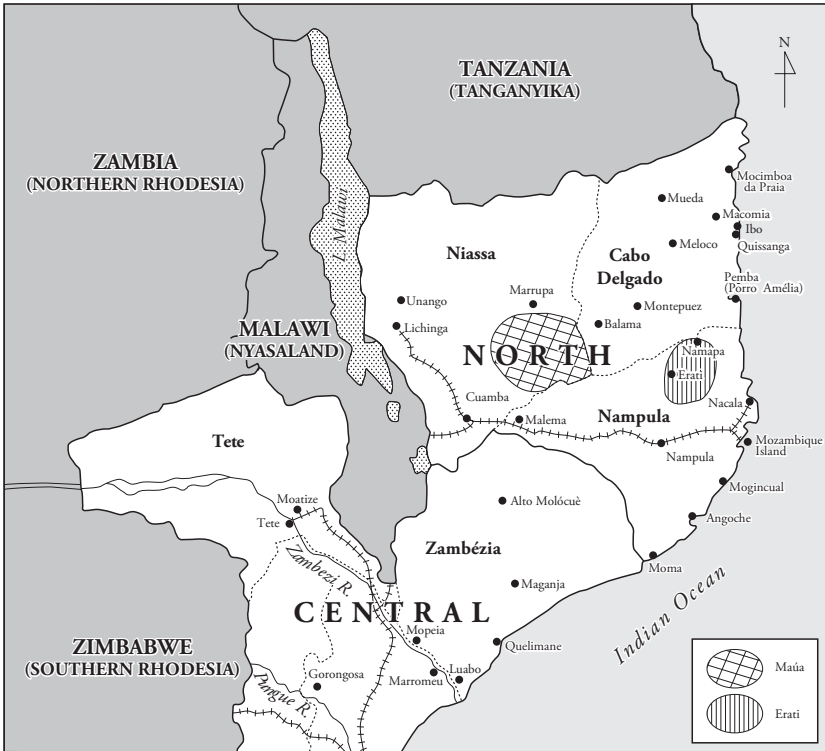 N
TANZANIA
(TANGANYIKA)
ZAMBIA
(NORTHERN RHODESIA)
L. Malawi
Mocimboa
da Praia
Mueda
Macomia
Ibo
Quissanga
Meloco
Niassa
Cabo
Delgado
Pemba
(Porro Amélia)
Marrupa
Unango
Montepuez
Balama
Lichinga
MALAWI
(NYASALAND)
NORTH
Namapa
Erati
Cuamba
Malema
Nampula
Nacala
Tete
Nampula
Mozambique
Island
Mogincual
Moatize
Tete
Alto Molócuè
Angoche
Zambézia
Moma
Zambezi R.
Maganja
CENTRAL
Mopeia
Quelimane
Indian Ocean
ZIMBABWE
(SOUTHERN RHODESIA)
Gorongosa
Marromeu
Luabo
Pungue R.
Maúa
Erati